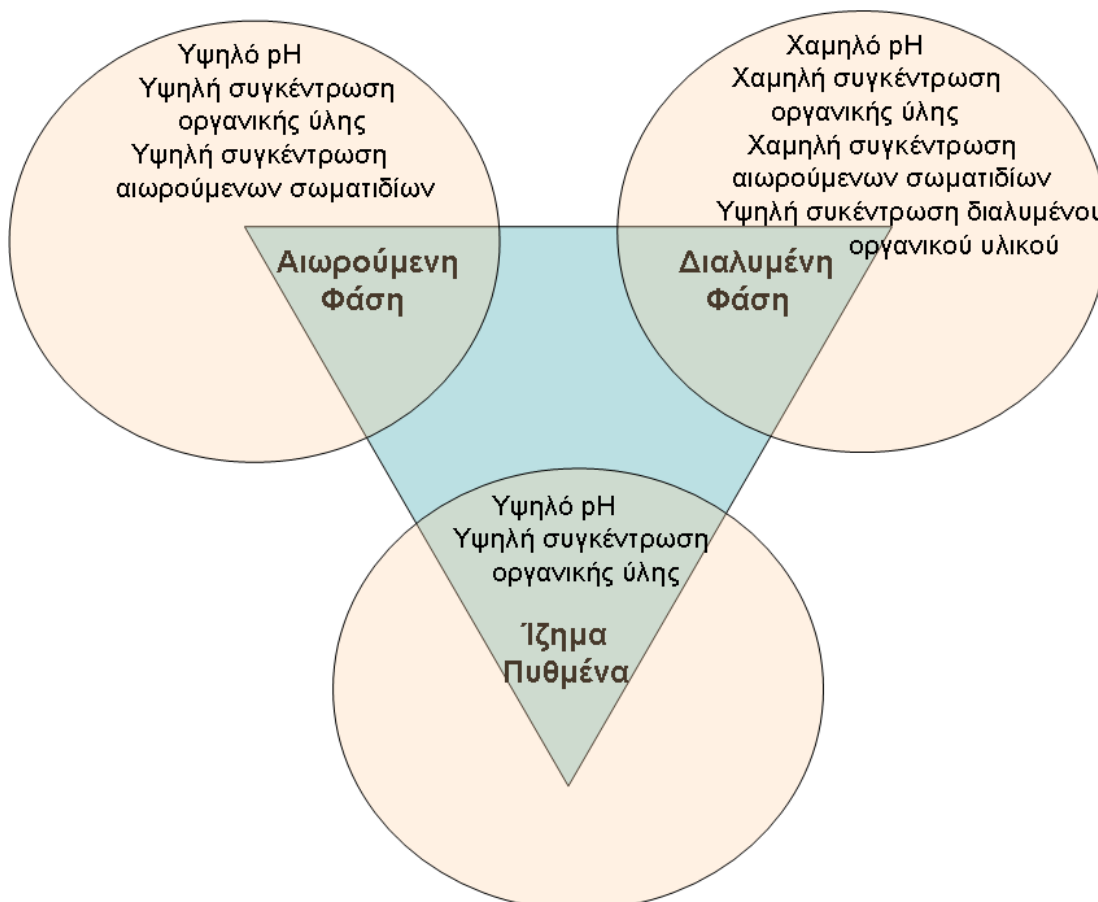 Υψηλό pH
Υψηλή συγκέντρωση
οργανικής ύλης
Υψηλή συγκέντρωση
αιωρούμενων σωματιδίων
Αιωρούμενη
Φάση
Χαμηλό pH
Χαμηλή συγκέντρωση
οργανικής ύλης
Χαμηλή συγκέντρωση
αιωρούμενων σωματιδίων
Υψηλή συκέντρωση διαλυμένου
οργανικού υλικού
Διαλυμένη
Φάση
Υψηλό pH
Υψηλή συγκέντρωση
οργανικής ύλης
Ίζημα
Πυθμένα